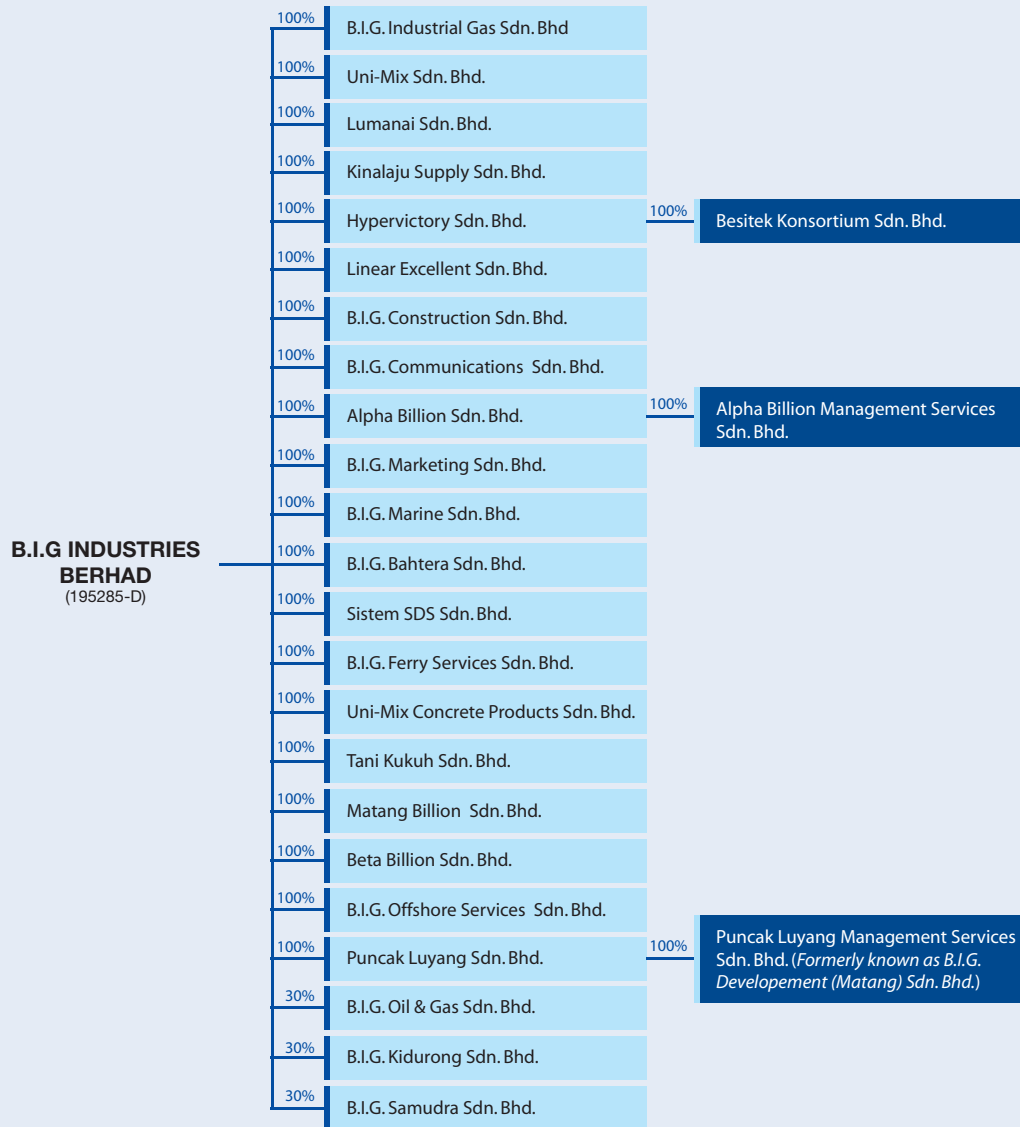 100%
B.I.G. Industrial Gas Sdn. Bhd
100%
Uni-Mix Sdn. Bhd.
100%
Lumanai Sdn. Bhd.
100%
Kinalaju Supply Sdn. Bhd.
100%
Hypervictory Sdn. Bhd.
100%
Besitek Konsortium Sdn. Bhd.
100%
Linear Excellent Sdn. Bhd.
100%
B.I.G. Construction Sdn. Bhd.
100%
B.I.G. Communications Sdn. Bhd.
100%
Alpha Billion Sdn. Bhd.
100%
Alpha Billion Management Services
Sdn. Bhd.
100%
B.I.G. Marketing Sdn. Bhd.
100%
B.I.G. Marine Sdn. Bhd.
B.I.G INDUSTRIES
BERHAD
(195285-D)
100%
B.I.G. Bahtera Sdn. Bhd.
100%
Sistem SDS Sdn. Bhd.
100%
B.I.G. Ferry Services Sdn. Bhd.
100%
Uni-Mix Concrete Products Sdn. Bhd.
100%
Tani Kukuh Sdn. Bhd.
100%
Matang Billion Sdn. Bhd.
100%
Beta Billion Sdn. Bhd.
100%
B.I.G. Offshore Services Sdn. Bhd.
100%
Puncak Luyang Sdn. Bhd.
100%
Puncak Luyang Management Services
Sdn. Bhd. (Formerly known as B.I.G.
Developement (Matang) Sdn. Bhd.)
30%
B.I.G. Oil & Gas Sdn. Bhd.
30%
B.I.G. Kidurong Sdn. Bhd.
30%
B.I.G. Samudra Sdn. Bhd.